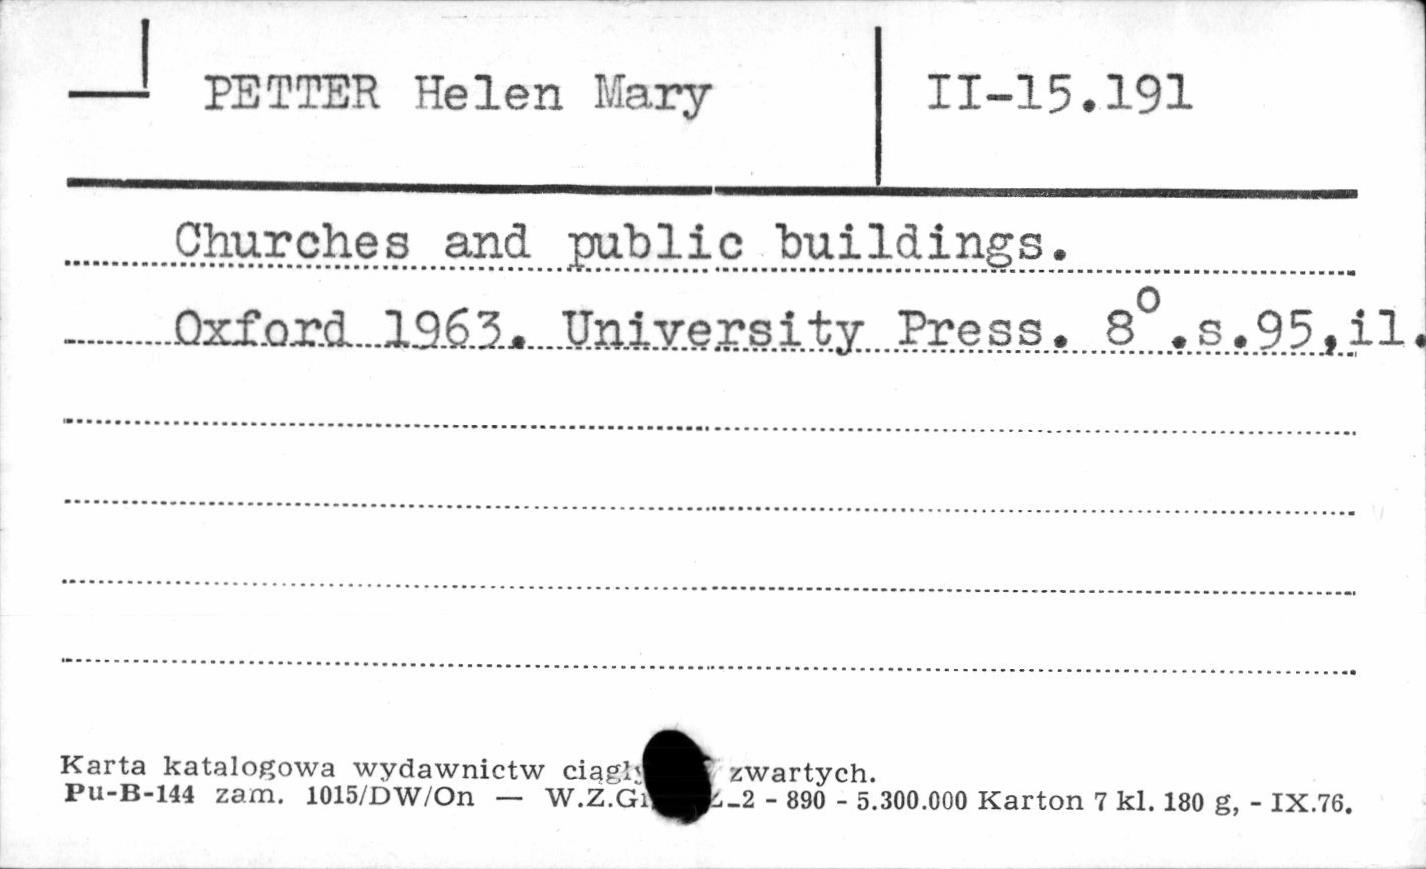 PETTER Helen Mary II-15.191
Churches and public buildings.
Oxford 1963. University Press. 8°.s.95,il.
Karta katalogowa wydawnictw zwartych.
Pu-B-144 zam. 1015/DW/On — -2 - 890 - 5.300.000 Karton 7 kl. 180 g, - IX.76.